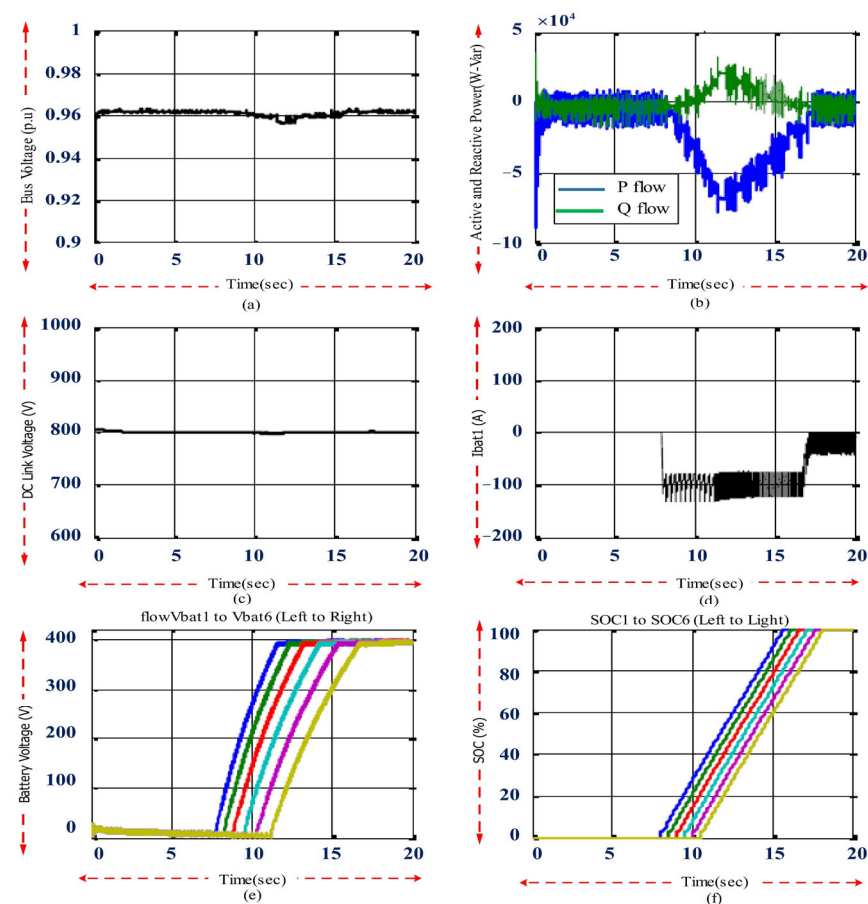 1
0.98
0.96
0.94
0.92
0.9
0
5
10
15
20
Bus Voltage (p.u)
Time(sec)
(a)
×10⁴
5
0
−5
−10
0
5
10
15
20
Active and Reactive Power(W-Var)
P flow
Q flow
Time(sec)
(b)
1000
900
800
700
600
0
5
10
15
20
DC Link Voltage (V)
Time(sec)
(c)
200
100
0
−100
−200
0
5
10
15
20
Ibat1 (A)
Time(sec)
(d)
flowVbat1 to Vbat6 (Left to Right)
400
300
200
100
0
0
5
10
15
20
Battery Voltage (V)
Time(sec)
(e)
SOC1 to SOC6 (Left to Light)
100
80
60
40
20
0
0
5
10
15
20
SOC (%)
Time(sec)
(f)